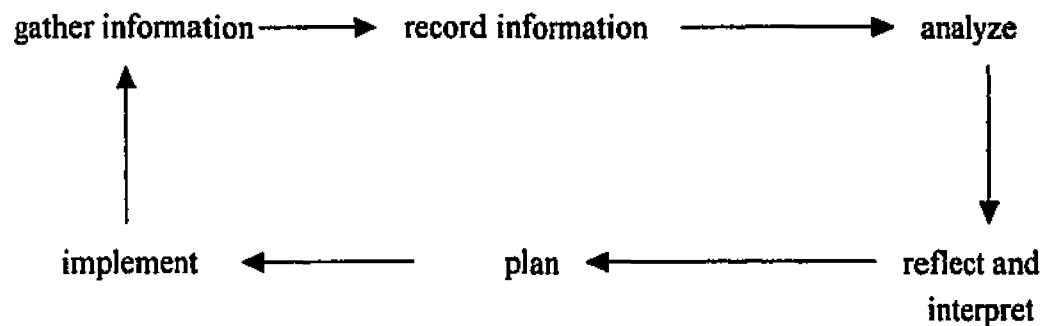 gather information record information analyze
implement plan reflect and
interpret